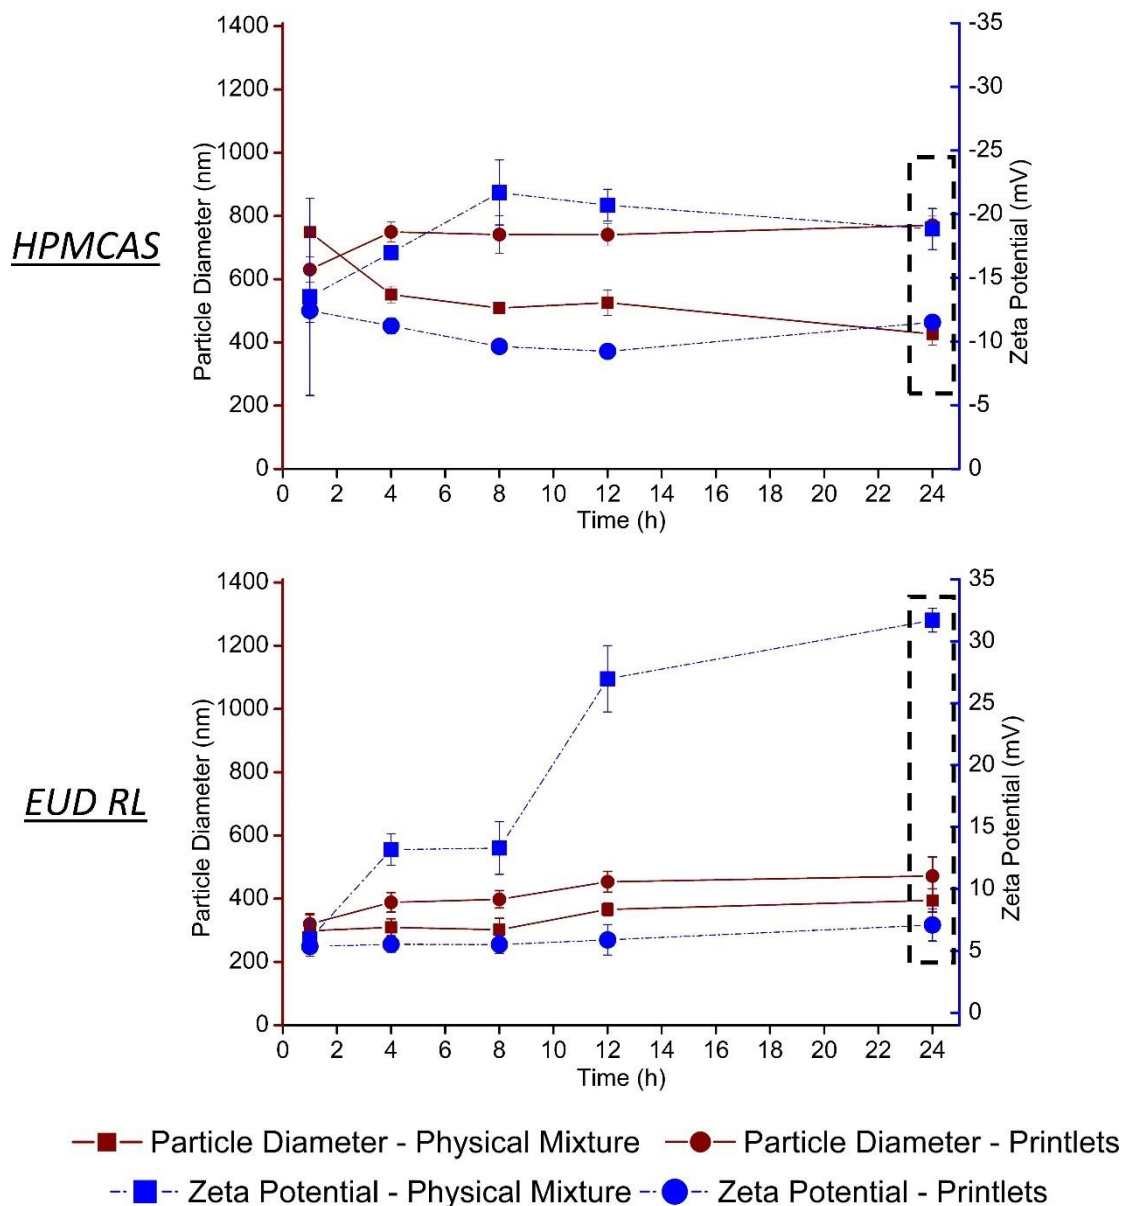 1400
1200
1000
800
600
400
200
0
Particle Diameter (nm)
HPMCAS
-35
-30
-25
-20
-15
-10
-5
0
Zeta Potential (mV)
0 2 4 6 8 10 12 14 16 18 20 22 24
Time (h)
1400
1200
1000
800
600
400
200
0
Particle Diameter (nm)
EUD RL
35
30
25
20
15
10
5
0
Zeta Potential (mV)
0 2 4 6 8 10 12 14 16 18 20 22 24
Time (h)
Particle Diameter - Physical Mixture Particle Diameter - Printlets
Zeta Potential - Physical Mixture Zeta Potential - Printlets